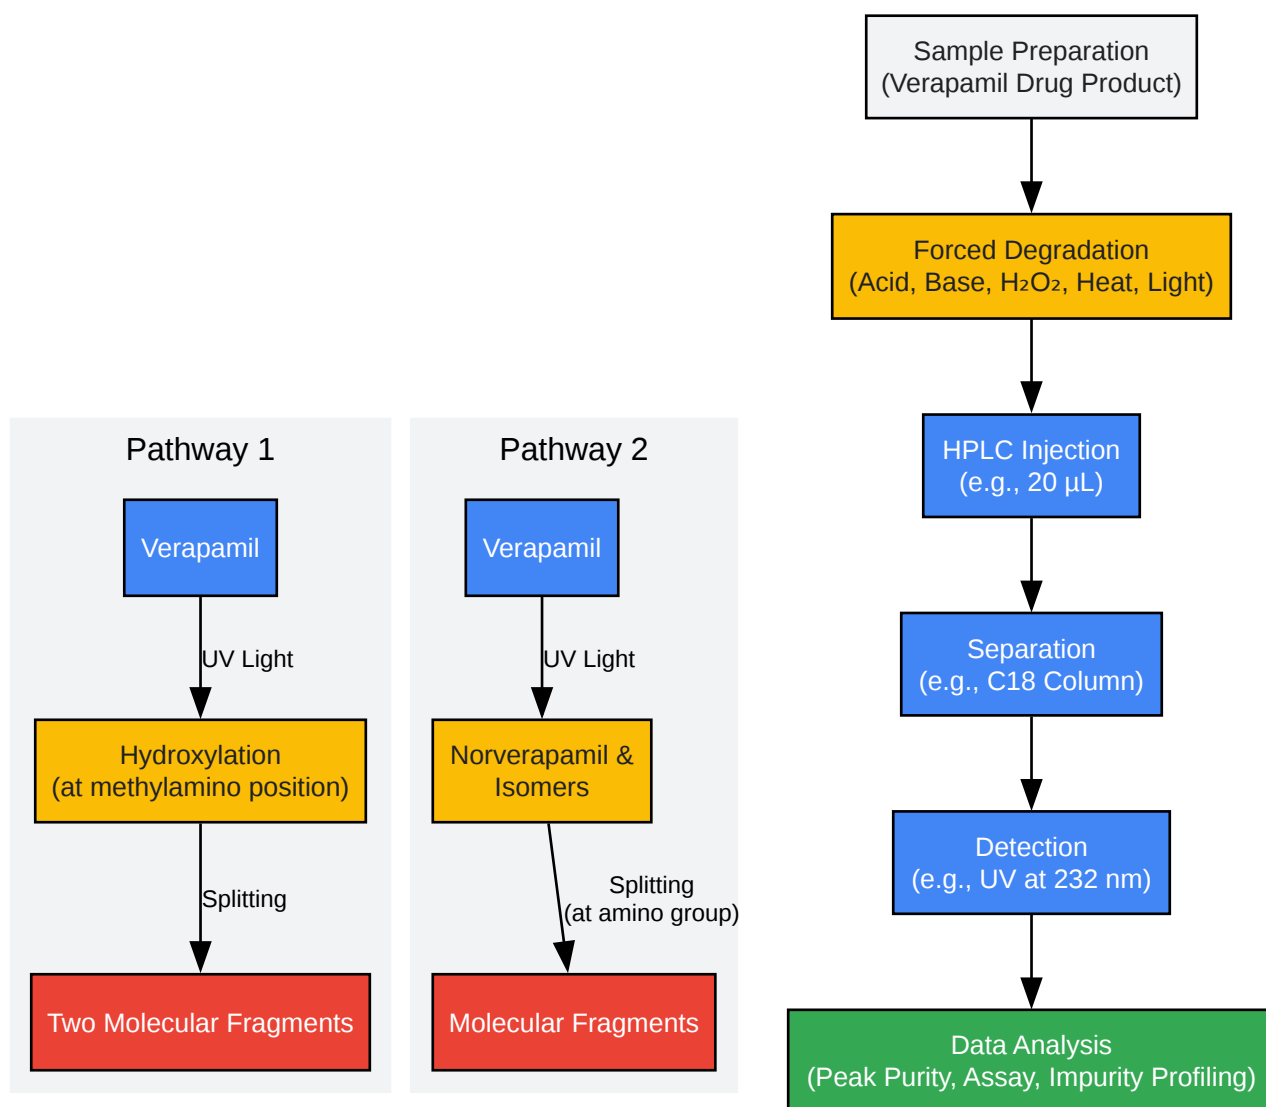 Sample Preparation
(Verapamil Drug Product)
Forced Degradation
(Acid, Base, H₂O₂, Heat, Light)
HPLC Injection
(e.g., 20 µL)
Separation
(e.g., C18 Column)
Detection
(e.g., UV at 232 nm)
Data Analysis
(Peak Purity, Assay, Impurity Profiling)
Pathway 1
Verapamil
UV Light
Hydroxylation
(at methylamino position)
Splitting
Two Molecular Fragments
Pathway 2
Verapamil
UV Light
Norverapamil &
Isomers
Splitting
(at amino group)
Molecular Fragments